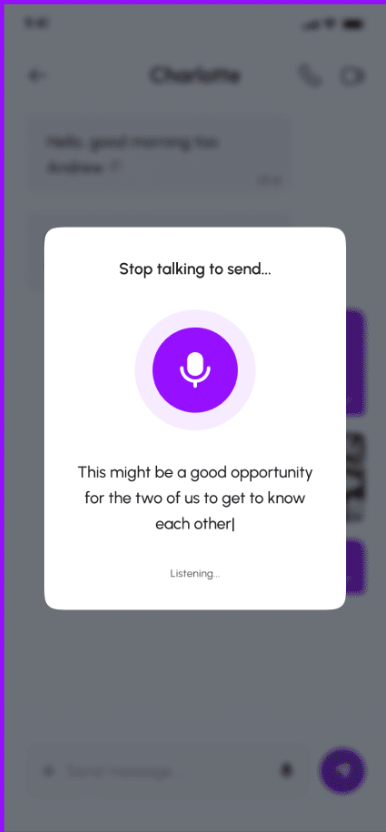 9:41
Charlotte
Hello, good morning too
Andrew
Stop talking to send...
This might be a good opportunity
for the two of us to get to know
each other
Listening...
Send message...